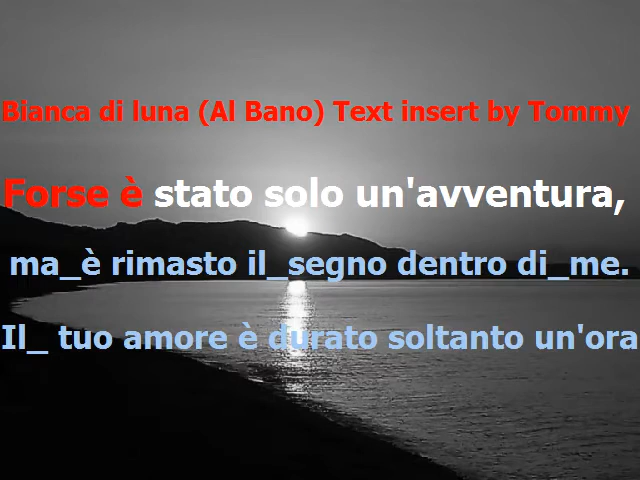 Bianca di luna (Al Bano) Text insert by Tommy
Forse è stato solo un'avventura,
ma_è rimasto il_segno dentro di_me.
Il_ tuo amore è durato soltanto un'ora